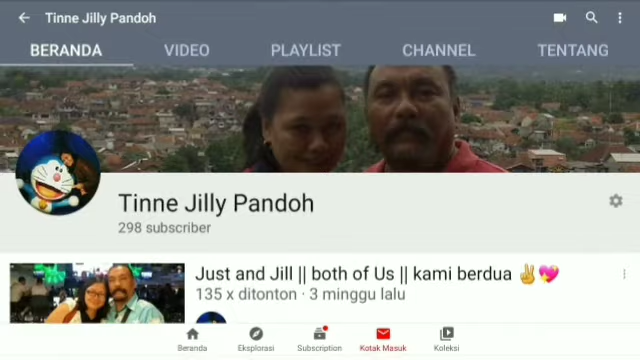 Tinne Jilly Pandoh
BERANDA VIDEO PLAYLIST CHANNEL TENTANG
Tinne Jilly Pandoh
298 subscriber
Just and Jill || both of Us || kami berdua ✌️💖
135 x ditonton · 3 minggu lalu
Beranda Eksplorasi Subscription Kotak Masuk Koleksi